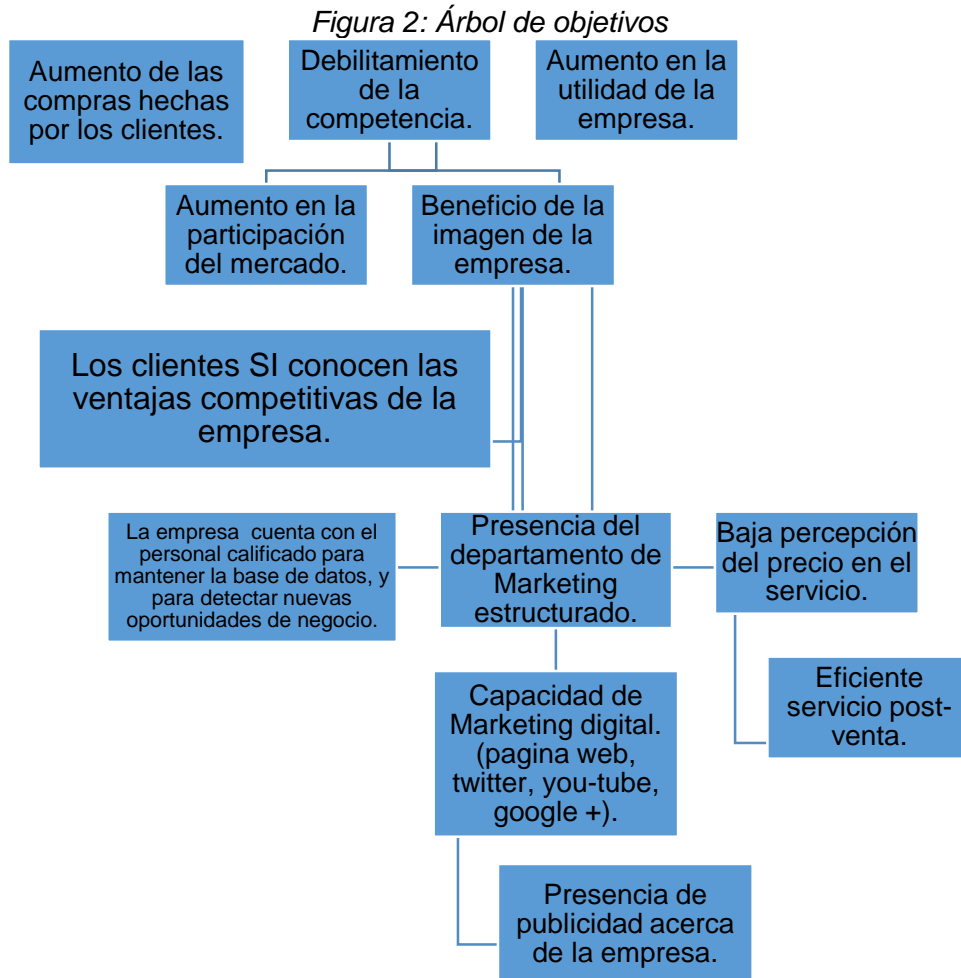 Figura 2: Árbol de objetivos
Aumento de las
compras hechas
por los clientes.
Debilitamiento
de la
competencia.
Aumento en la
utilidad de la
empresa.
Aumento en la
participación
del mercado.
Beneficio de la
imagen de la
empresa.
Los clientes SI conocen las
ventajas competitivas de la
empresa.
La empresa cuenta con el
personal calificado para
mantener la base de datos, y
para detectar nuevas
oportunidades de negocio.
Presencia del
departamento de
Marketing
estructurado.
Baja percepción
del precio en el
servicio.
Eficiente
servicio post-
venta.
Capacidad de
Marketing digital.
(pagina web,
twitter, you-tube,
google +).
Presencia de
publicidad acerca
de la empresa.